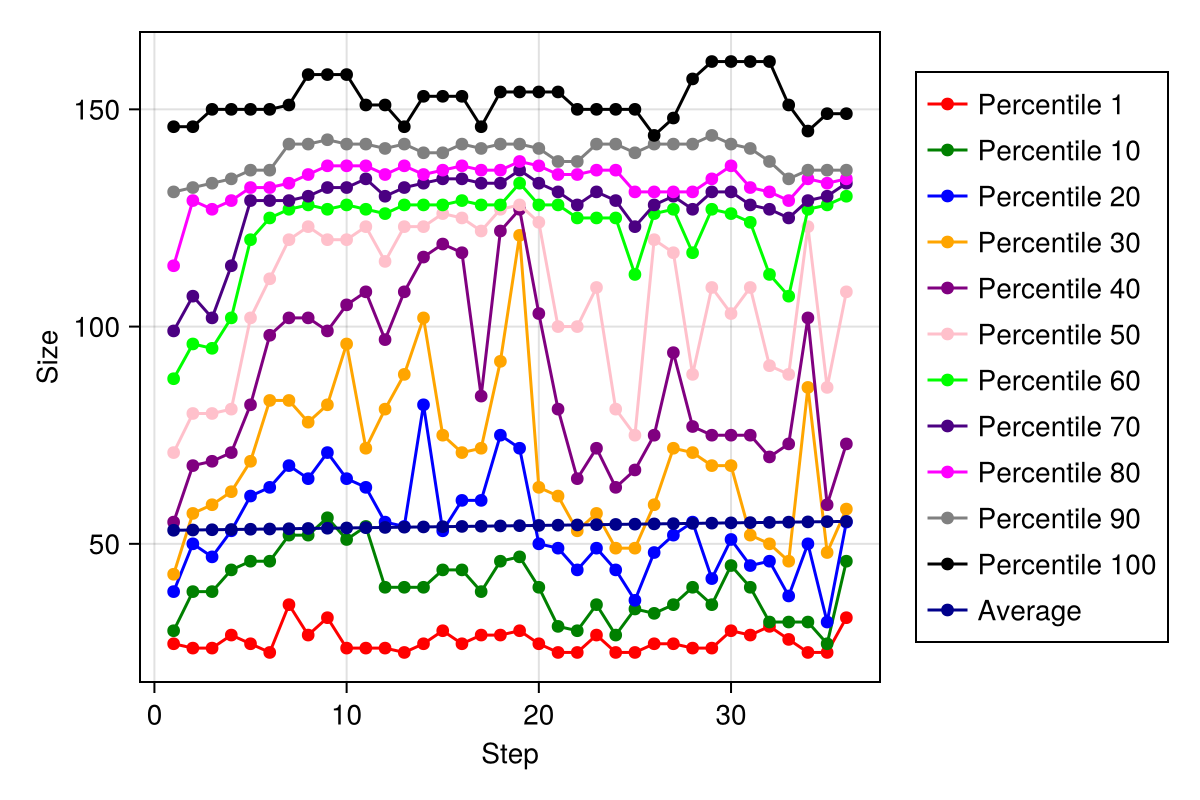 150
100
50
Size
0
10
20
30
Step
Percentile 1
Percentile 10
Percentile 20
Percentile 30
Percentile 40
Percentile 50
Percentile 60
Percentile 70
Percentile 80
Percentile 90
Percentile 100
Average